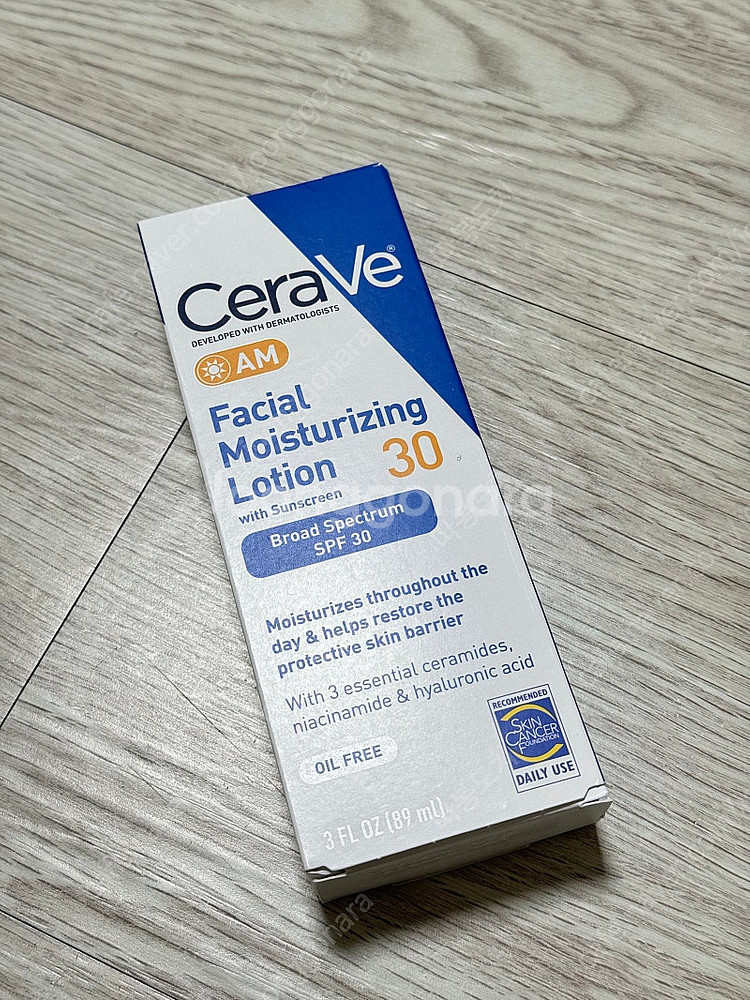 CeraVe®
DEVELOPED WITH DERMATOLOGISTS
AM
Facial
Moisturizing
Lotion 30
with Sunscreen
Broad Spectrum
SPF 30
Moisturizes throughout the
day & helps restore the
protective skin barrier
With 3 essential ceramides,
niacinamide & hyaluronic acid
OIL FREE
3 FL OZ (89 ml)
RECOMMENDED
SKIN
CANCER
FOUNDATION
DAILY USE